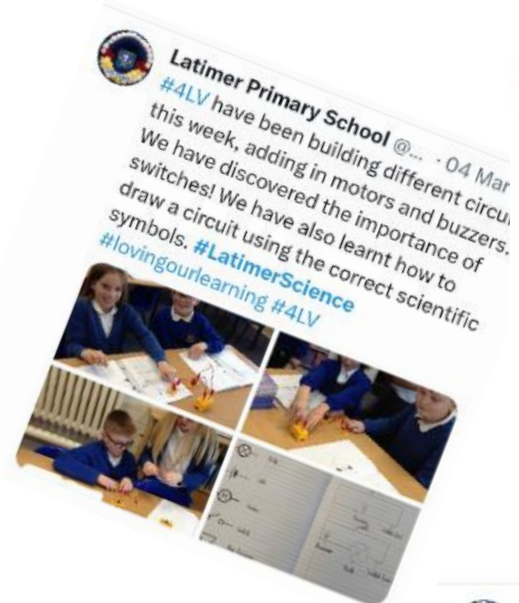 Latimer Primary School @... · 04 Mar
#4LV have been building different
this week, adding in motors and buzzers.
We have discovered the importance of
switches! We have also learnt how to
draw a circuit using the correct scientific
symbols. #LatimerScience
#lovingourlearning #4LV